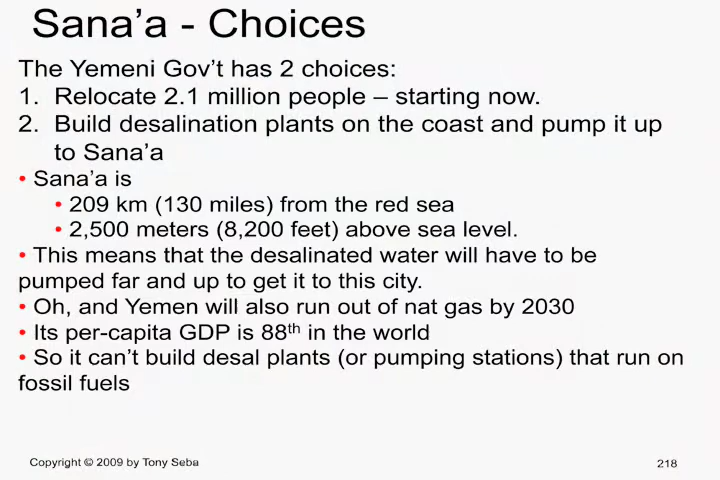 Sana’a - Choices
The Yemeni Gov’t has 2 choices:
1. Relocate 2.1 million people – starting now.
2. Build desalination plants on the coast and pump it up
to Sana’a
• Sana’a is
• 209 km (130 miles) from the red sea
• 2,500 meters (8,200 feet) above sea level.
• This means that the desalinated water will have to be
pumped far and up to get it to this city.
• Oh, and Yemen will also run out of nat gas by 2030
• Its per-capita GDP is 88th in the world
• So it can’t build desal plants (or pumping stations) that run on
fossil fuels
Copyright © 2009 by Tony Seba
218